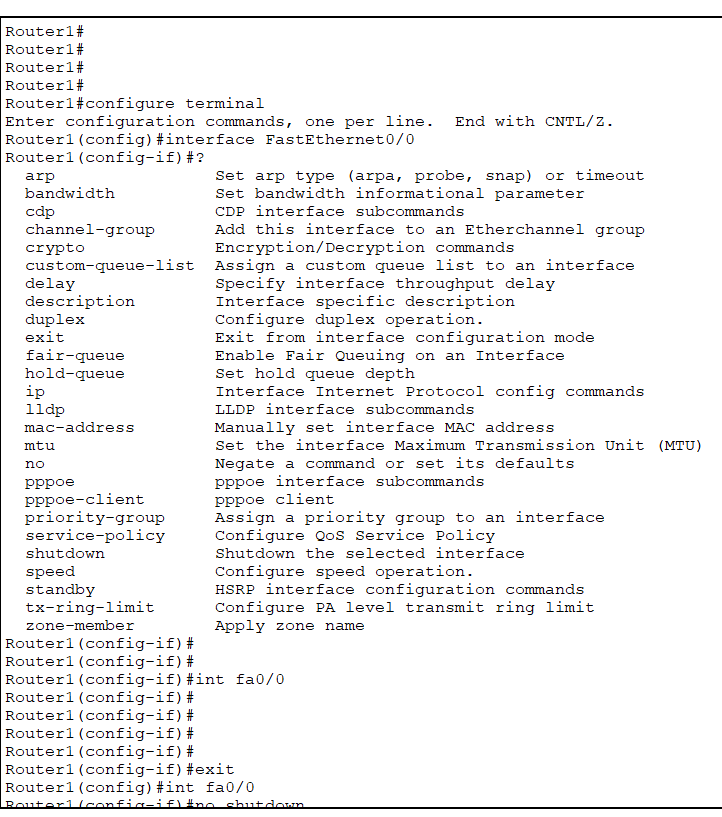 Router1#
Router1#
Router1#
Router1#
Router1#configure terminal
Enter configuration commands, one per line.  End with CNTL/Z.
Router1(config)#interface FastEthernet0/0
Router1(config-if)#?
  arp                Set arp type (arpa, probe, snap) or timeout
  bandwidth          Set bandwidth informational parameter
  cdp                CDP interface subcommands
  channel-group      Add this interface to an Etherchannel group
  crypto             Encryption/Decryption commands
  custom-queue-list  Assign a custom queue list to an interface
  delay              Specify interface throughput delay
  description        Interface specific description
  duplex             Configure duplex operation.
  exit               Exit from interface configuration mode
  fair-queue         Enable Fair Queuing on an Interface
  hold-queue         Set hold queue depth
  ip                 Interface Internet Protocol config commands
  lldp               LLDP interface subcommands
  mac-address        Manually set interface MAC address
  mtu                Set the interface Maximum Transmission Unit (MTU)
  no                 Negate a command or set its defaults
  pppoe              pppoe interface subcommands
  pppoe-client       pppoe client
  priority-group     Assign a priority group to an interface
  service-policy     Configure QoS Service Policy
  shutdown           Shutdown the selected interface
  speed              Configure speed operation.
  standby            HSRP interface configuration commands
  tx-ring-limit      Configure PA level transmit ring limit
  zone-member        Apply zone name
Router1(config-if)#
Router1(config-if)#
Router1(config-if)#int fa0/0
Router1(config-if)#
Router1(config-if)#
Router1(config-if)#
Router1(config-if)#
Router1(config-if)#exit
Router1(config)#int fa0/0
Router1(config-if)#no shutdown